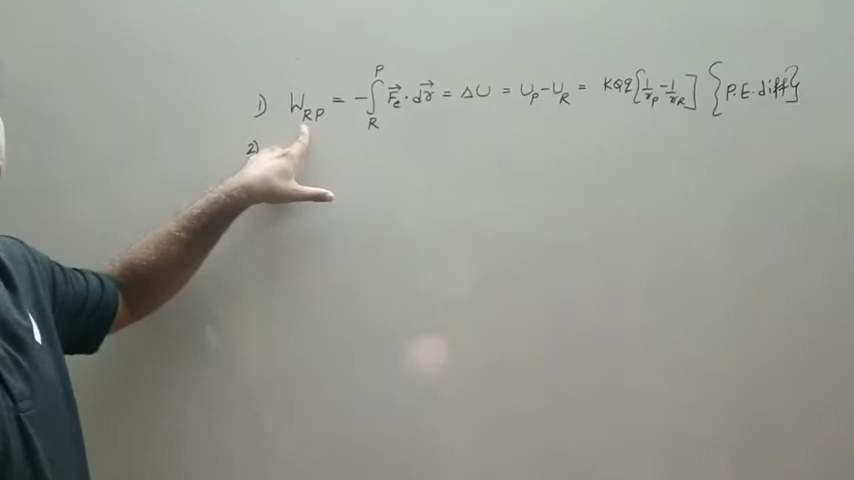 1) W_RP = - ∫_R^P F⃗_e · dr⃗ = ΔU = U_P - U_R = KQq [1/r_P - 1/r_R] {P.E. diff}
2)